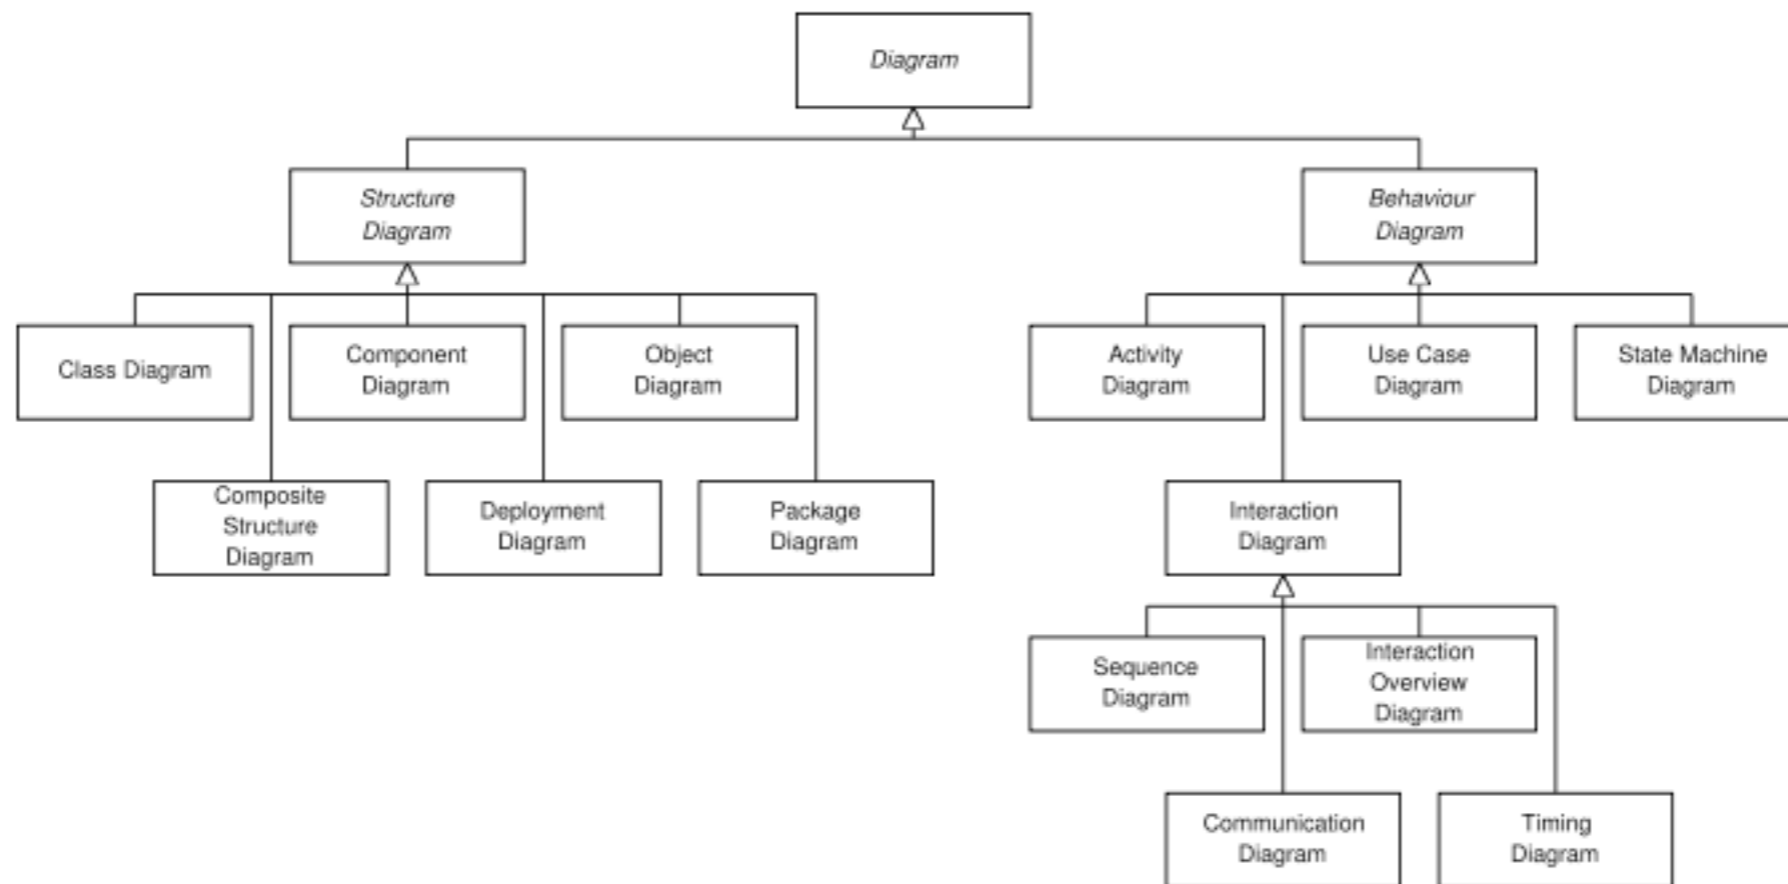 Diagram
Structure
Diagram
Behaviour
Diagram
Class Diagram
Component
Diagram
Object
Diagram
Activity
Diagram
Use Case
Diagram
State Machine
Diagram
Composite
Structure
Diagram
Deployment
Diagram
Package
Diagram
Interaction
Diagram
Sequence
Diagram
Interaction
Overview
Diagram
Communication
Diagram
Timing
Diagram